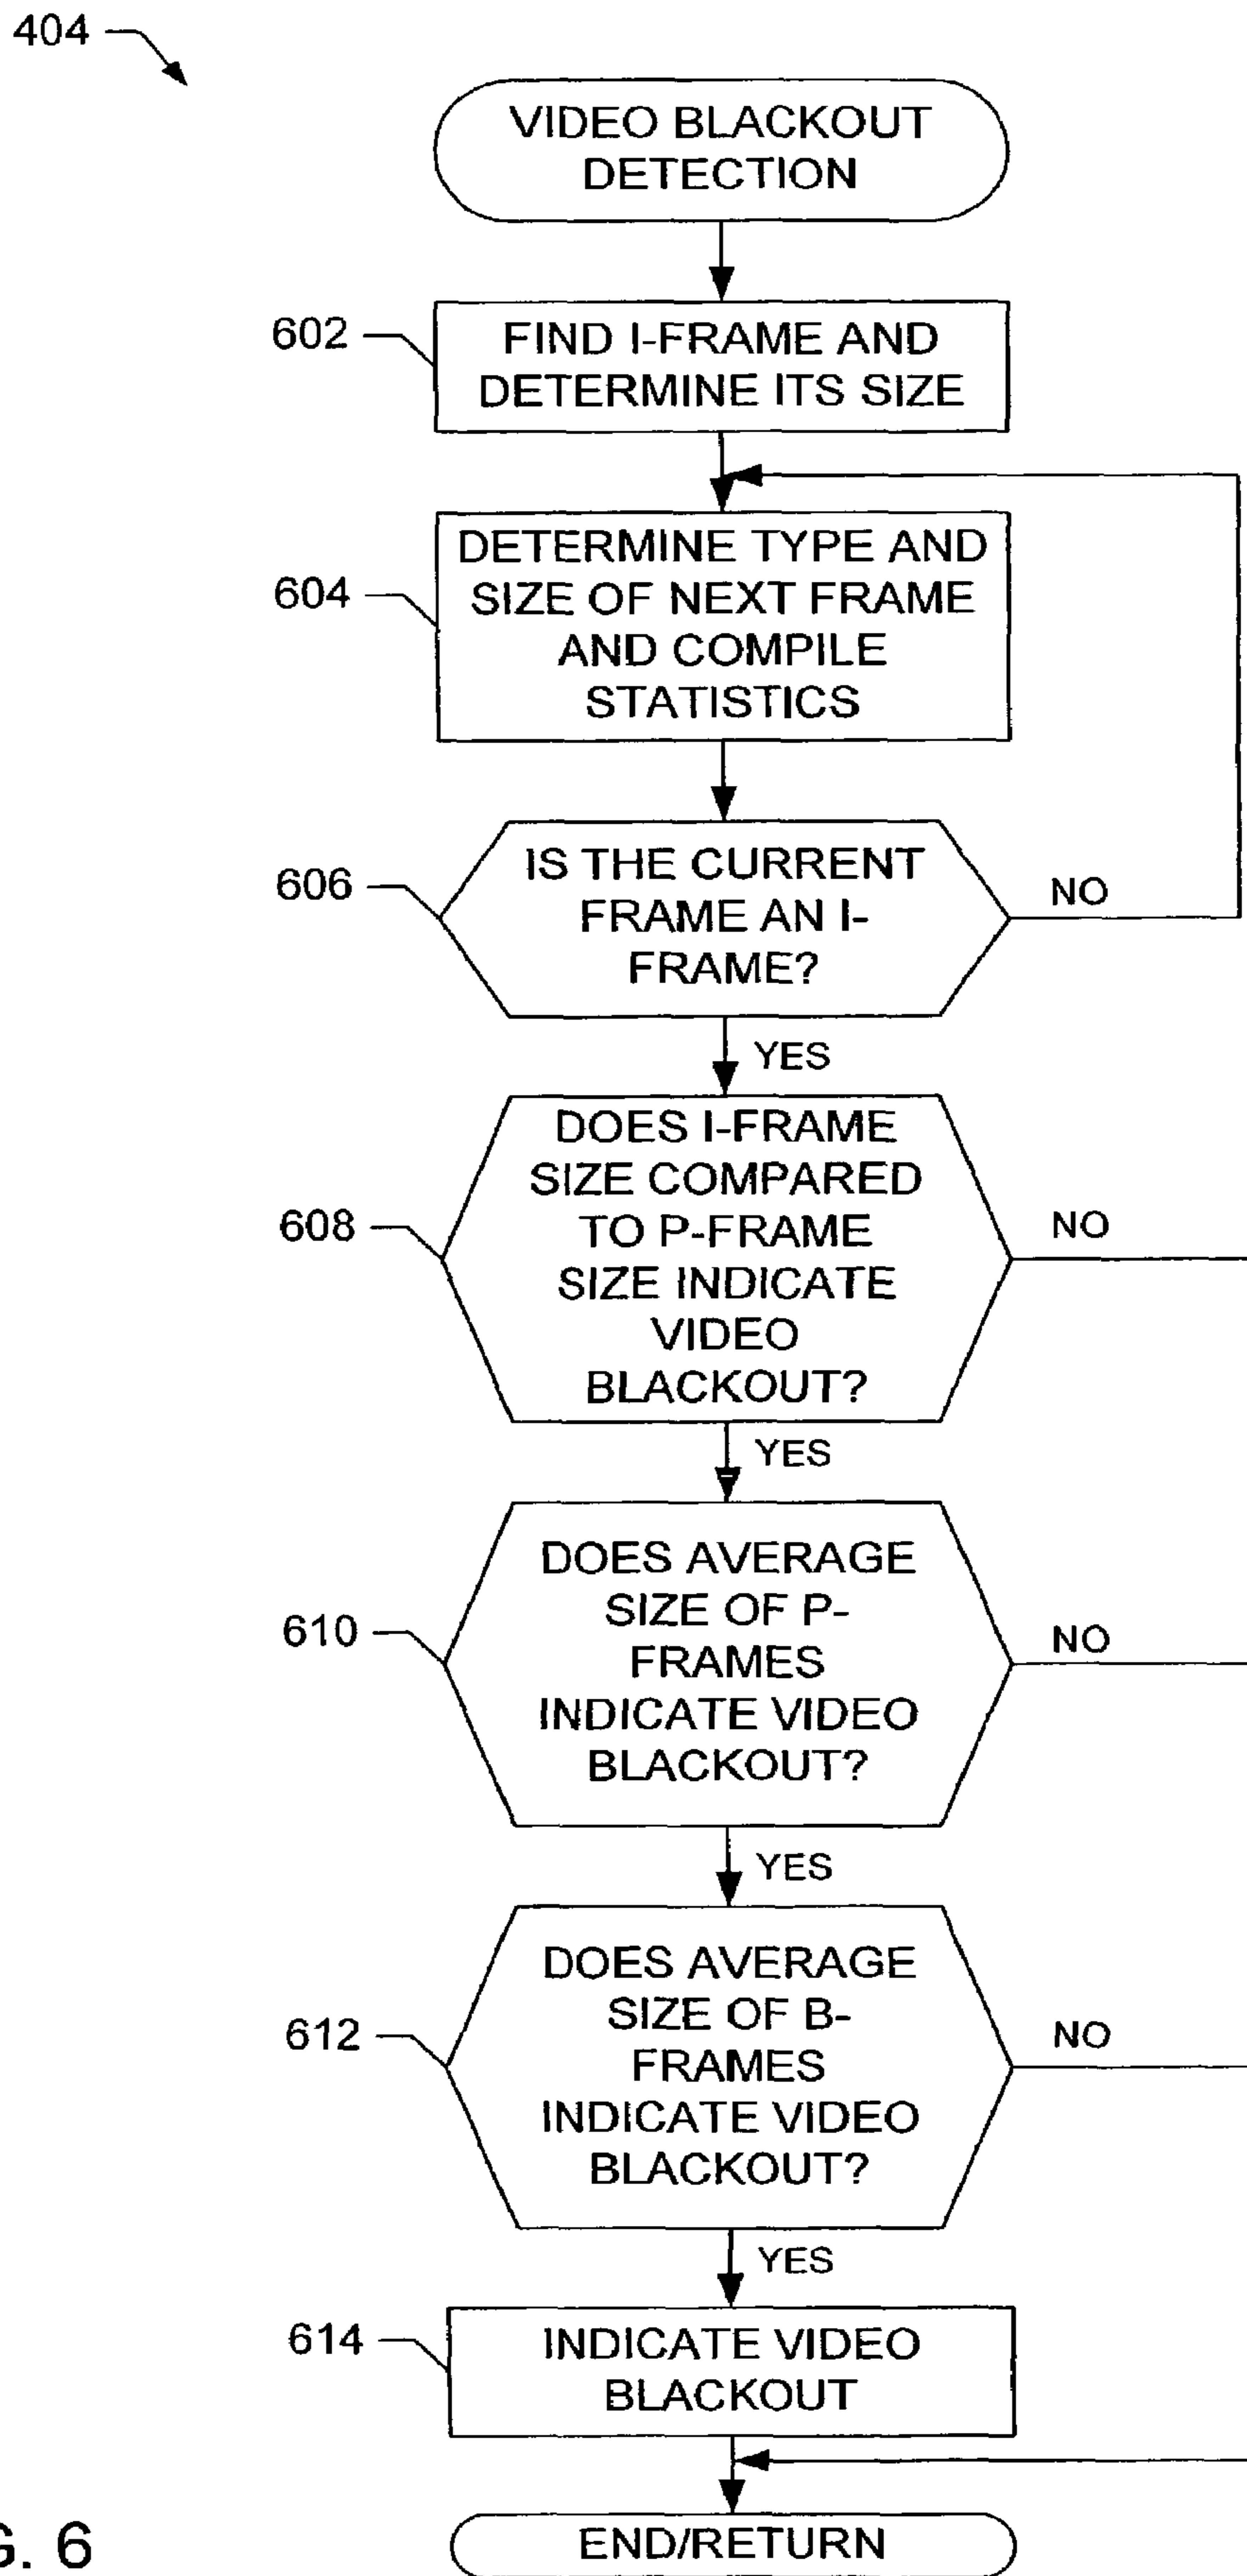 404
VIDEO BLACKOUT
DETECTION
602
FIND I-FRAME AND
DETERMINE ITS SIZE
604
DETERMINE TYPE AND
SIZE OF NEXT FRAME
AND COMPILE
STATISTICS
606
IS THE CURRENT
FRAME AN I-
FRAME?
NO
YES
608
DOES I-FRAME
SIZE COMPARED
TO P-FRAME
SIZE INDICATE
VIDEO
BLACKOUT?
NO
YES
610
DOES AVERAGE
SIZE OF P-
FRAMES
INDICATE VIDEO
BLACKOUT?
NO
YES
612
DOES AVERAGE
SIZE OF B-
FRAMES
INDICATE VIDEO
BLACKOUT?
NO
YES
614
INDICATE VIDEO
BLACKOUT
END/RETURN
G. 6